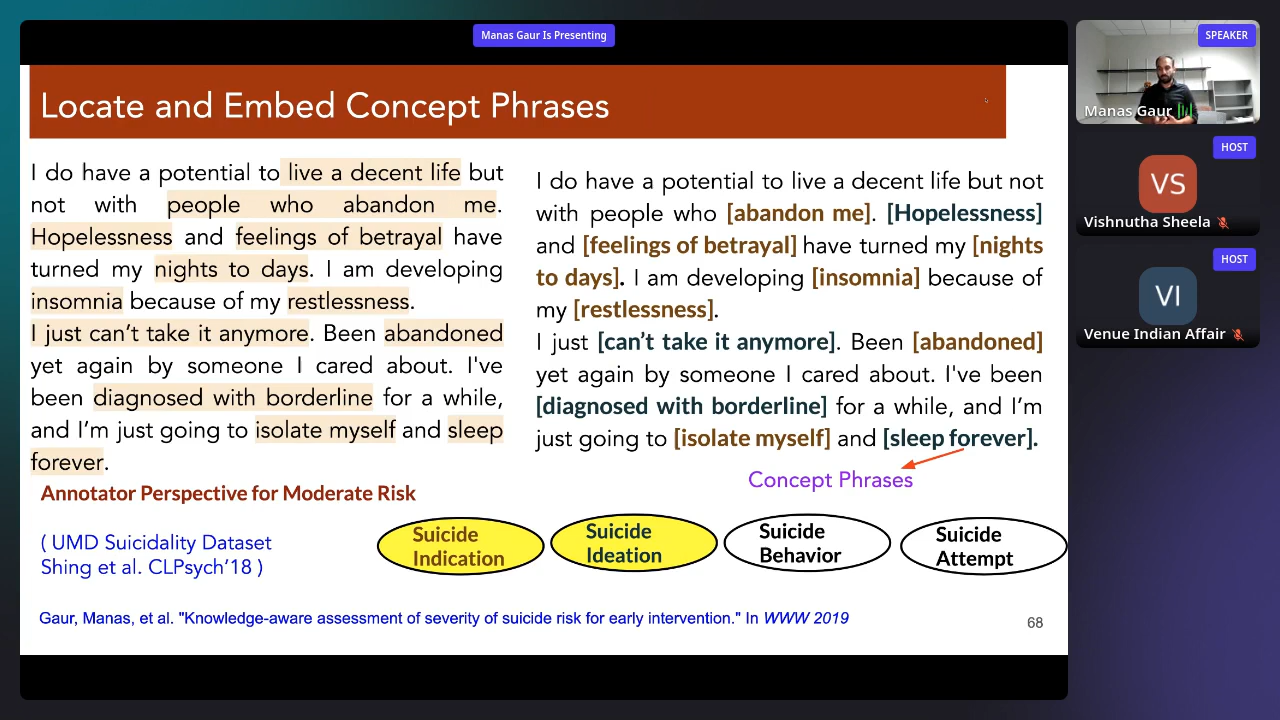 Manas Gaur Is Presenting
Locate and Embed Concept Phrases
I do have a potential to live a decent life but
not with people who abandon me.
Hopelessness and feelings of betrayal have
turned my nights to days. I am developing
insomnia because of my restlessness.
I just can’t take it anymore. Been abandoned
yet again by someone I cared about. I've
been diagnosed with borderline for a while,
and I’m just going to isolate myself and sleep
forever.
Annotator Perspective for Moderate Risk
( UMD Suicidality Dataset
Shing et al. CLPsych’18 )
I do have a potential to live a decent life but not
with people who [abandon me]. [Hopelessness]
and [feelings of betrayal] have turned my [nights
to days]. I am developing [insomnia] because of
my [restlessness].
I just [can’t take it anymore]. Been [abandoned]
yet again by someone I cared about. I've been
[diagnosed with borderline] for a while, and I’m
just going to [isolate myself] and [sleep forever].
Concept Phrases
Suicide
Indication
Suicide
Ideation
Suicide
Behavior
Suicide
Attempt
Gaur, Manas, et al. "Knowledge-aware assessment of severity of suicide risk for early intervention." In WWW 2019
68
SPEAKER
Manas Gaur
HOST
VS
Vishnutha Sheela
HOST
VI
Venue Indian Affair